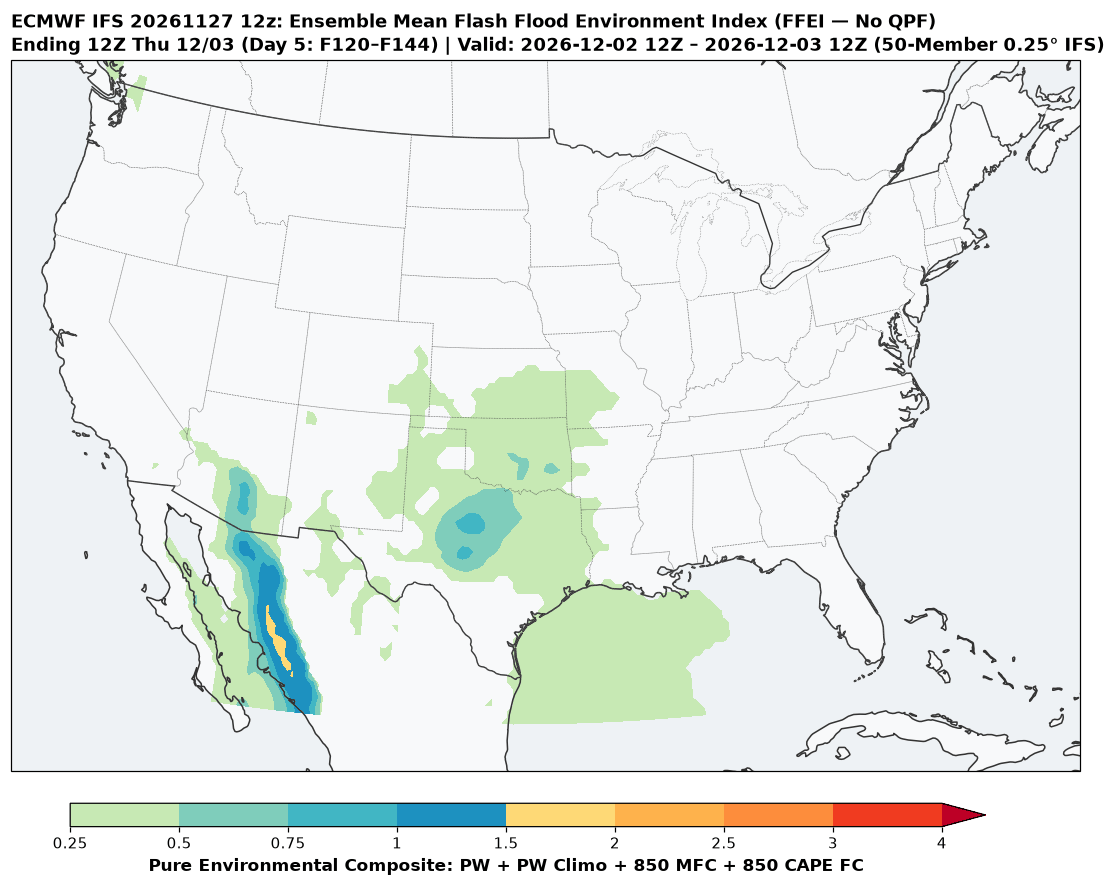 ECMWF IFS 20261127 12z: Ensemble Mean Flash Flood Environment Index (FFEI — No QPF)
Ending 12Z Thu 12/03 (Day 5: F120–F144) | Valid: 2026-12-02 12Z – 2026-12-03 12Z (50-Member 0.25° IFS)
0.25 0.5 0.75 1 1.5 2 2.5 3 4
Pure Environmental Composite: PW + PW Climo + 850 MFC + 850 CAPE FC